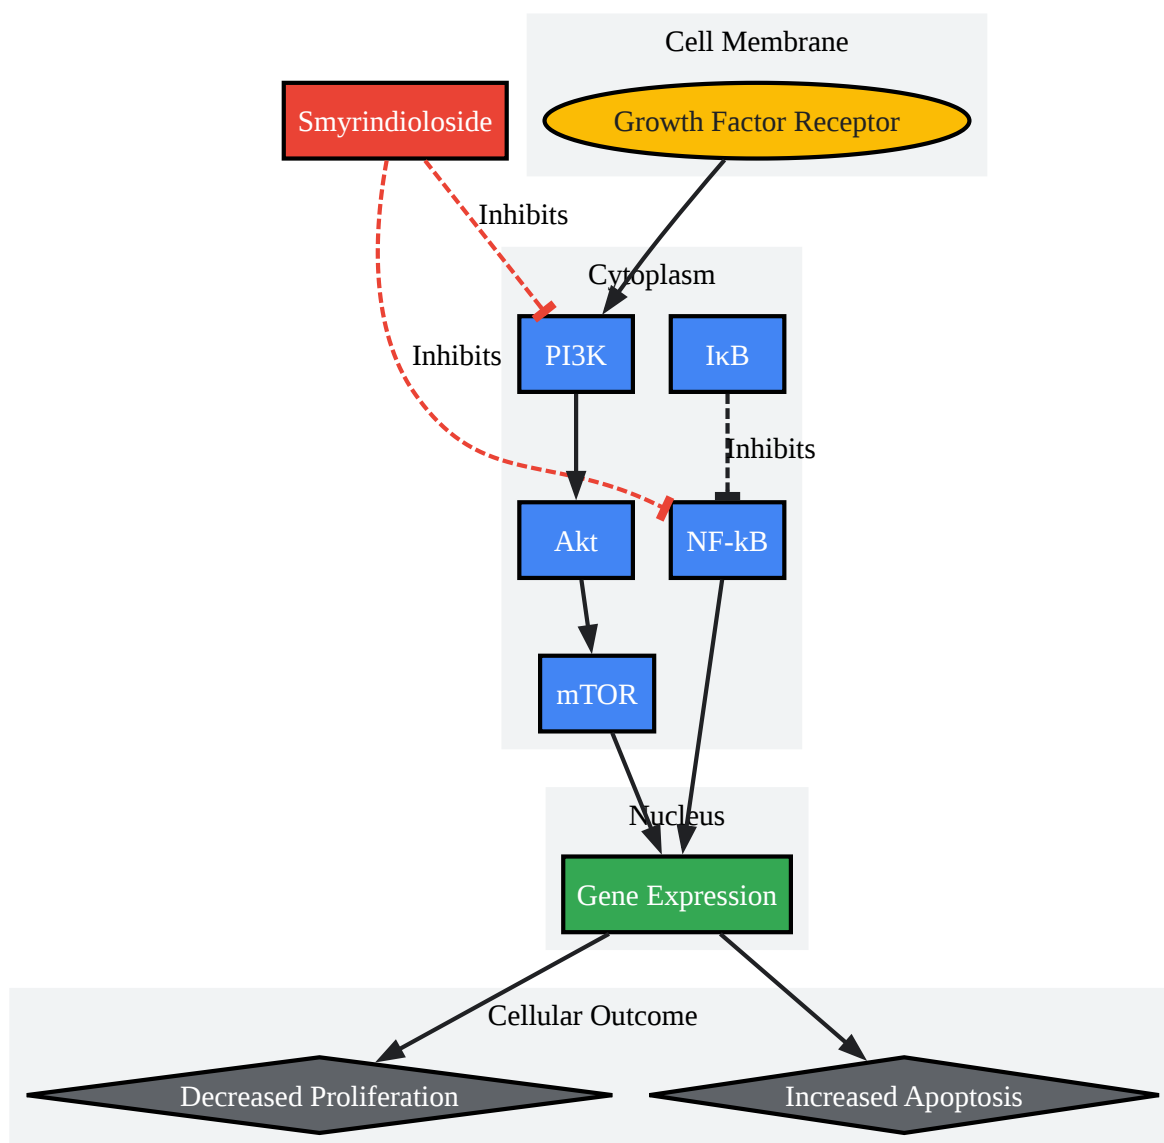 Cell Membrane
Smyrindioloside
Growth Factor Receptor
Inhibits
Cytoplasm
PI3K
IκB
Inhibits
Inhibits
Akt
NF-kB
mTOR
Nucleus
Gene Expression
Cellular Outcome
Decreased Proliferation
Increased Apoptosis